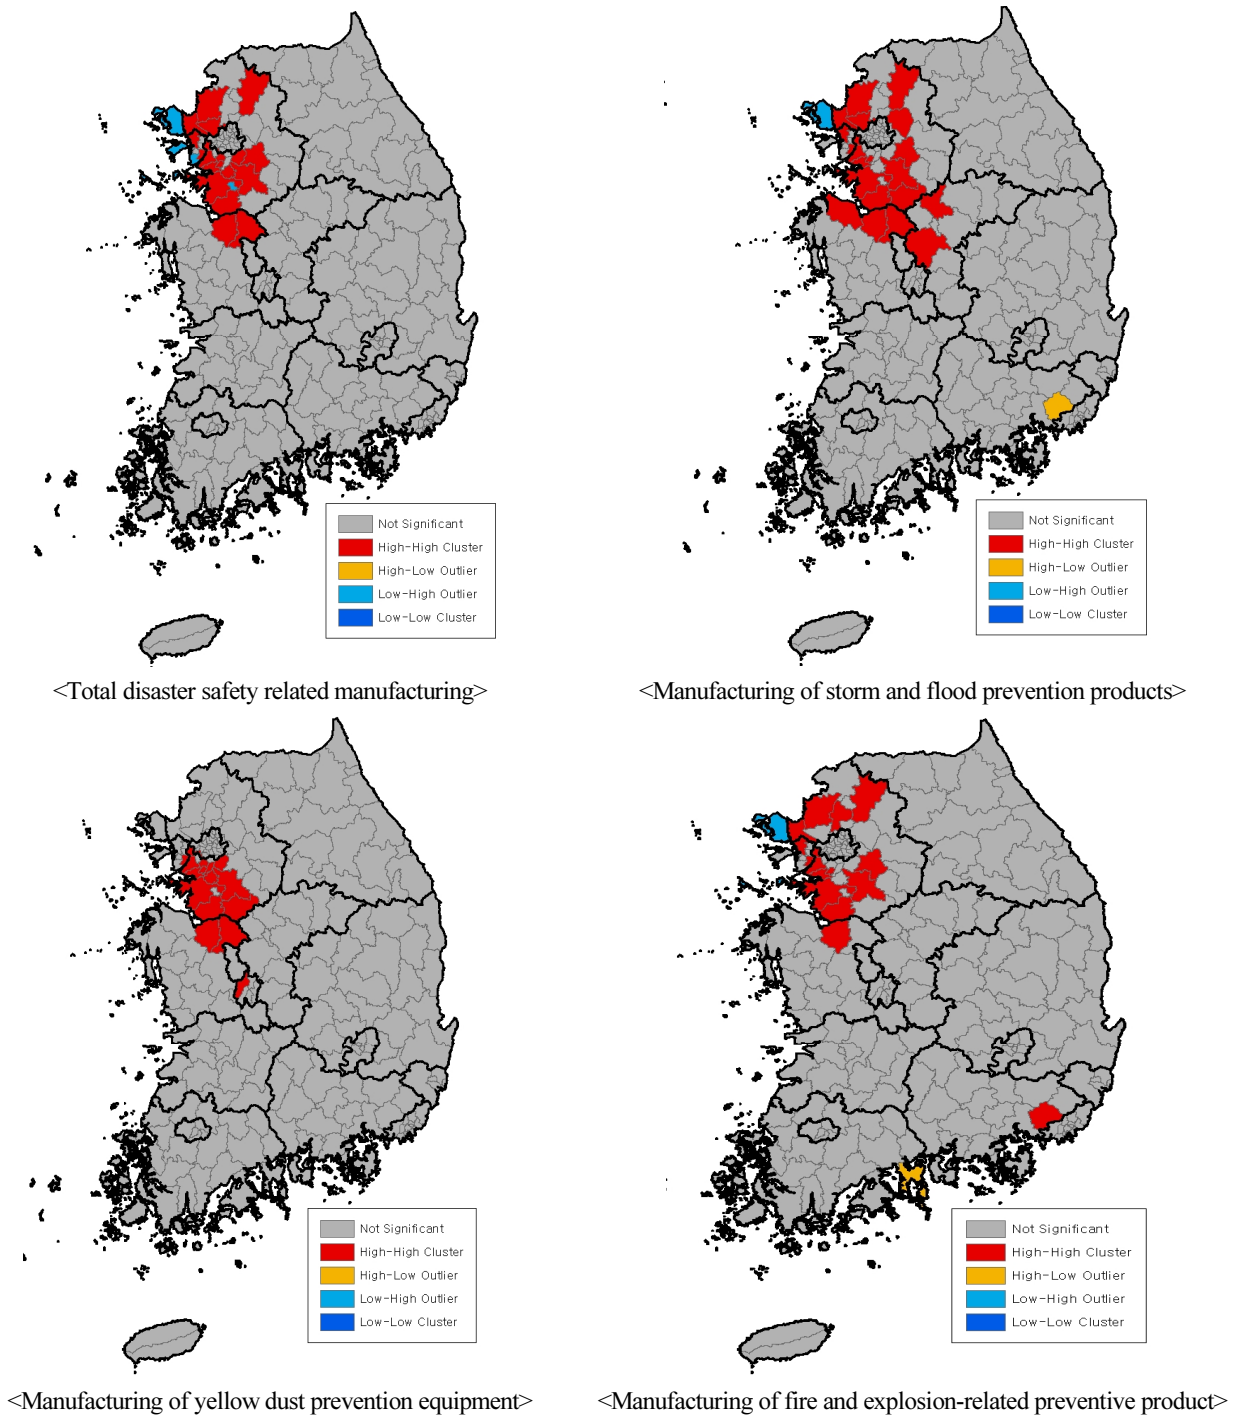 Not Significant
High-High Cluster
High-Low Outlier
Low-High Outlier
Low-Low Cluster
<Total disaster safety related manufacturing>
Not Significant
High-High Cluster
High-Low Outlier
Low-High Outlier
Low-Low Cluster
<Manufacturing of storm and flood prevention products>
Not Significant
High-High Cluster
High-Low Outlier
Low-High Outlier
Low-Low Cluster
<Manufacturing of yellow dust prevention equipment>
Not Significant
High-High Cluster
High-Low Outlier
Low-High Outlier
Low-Low Cluster
<Manufacturing of fire and explosion-related preventive product>